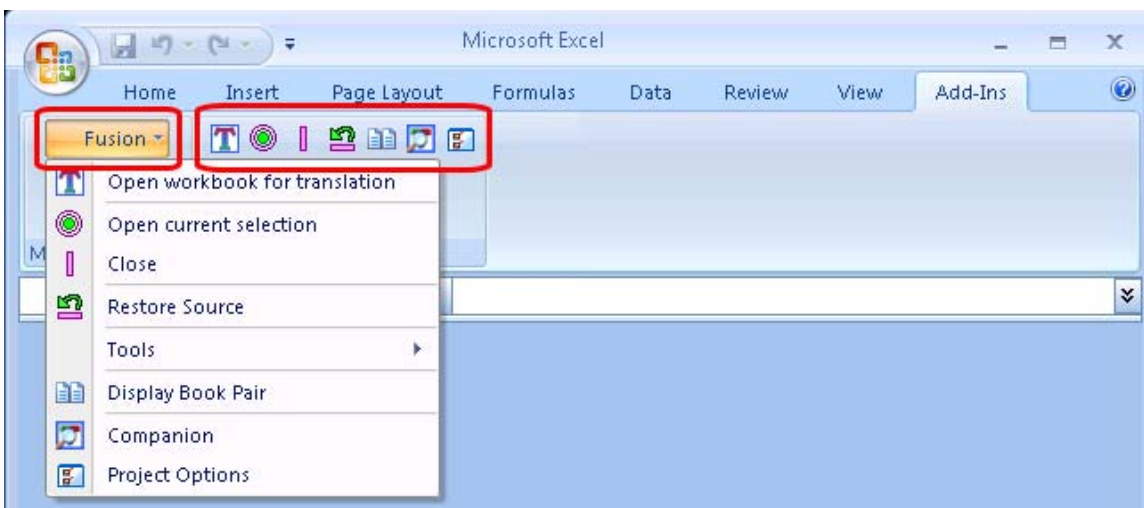 Microsoft Excel
Home Insert Page Layout Formulas Data Review View Add-Ins
Fusion
Open workbook for translation
Open current selection
M
Close
Restore Source
Tools
Display Book Pair
Companion
Project Options